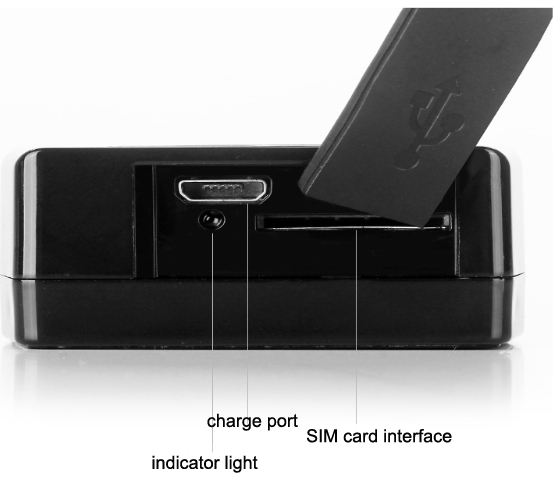 charge port
SIM card interface
indicator light